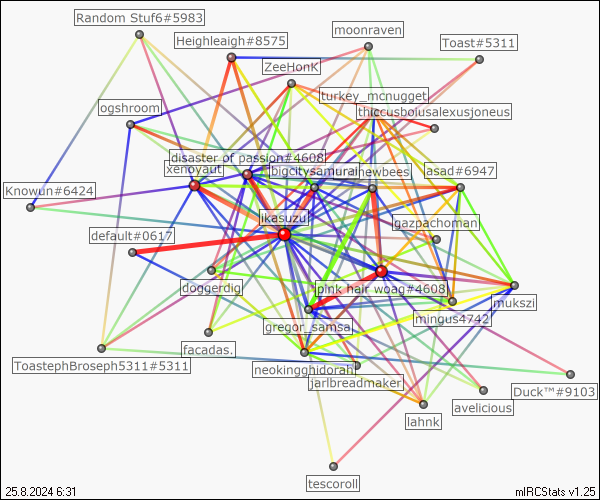 Random Stuf6#5983
moonraven
Heighleaigh#8575
Toast#5311
ZeeHonK
turkey_mcnugget
ogshroom
thiccusbolusalexusjoneus
disaster of passion#4608
xenoyaut
bigcitysamurai
newbees
asad#6947
Knowun#6424
ikasuzu
gazpachoman
default#0617
doggerdig
pink hair woag#4608
mukszi
gregor_samsa
mingus4742
facadas.
ToastephBroseph5311#5311
neokingghidorah
jarlbreadmaker
Duck™#9103
avelicious
lahnk
tescoroll
25.8.2024 6:31
mIRCStats v1.25